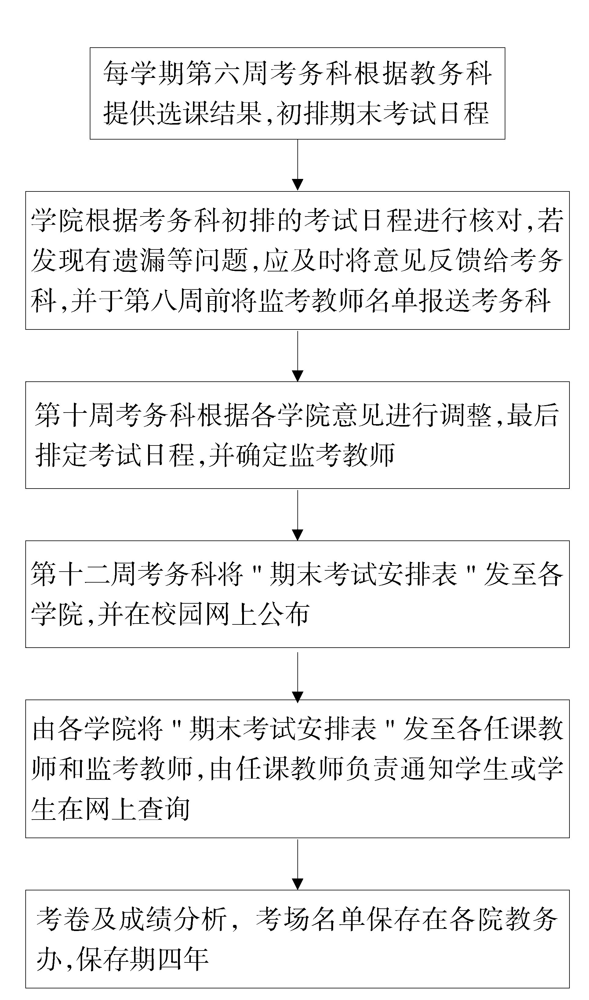 每学期第六周考务科根据教务科
提供选课结果,初排期末考试日程
学院根据考务科初排的考试日程进行核对,若
发现有遗漏等问题,应及时将意见反馈给考务
科,并于第八周前将监考教师名单报送考务科
第十周考务科根据各学院意见进行调整,最后
排定考试日程,并确定监考教师
第十二周考务科将"期末考试安排表"发至各
学院,并在校园网上公布
由各学院将"期末考试安排表"发至各任课教
师和监考教师,由任课教师负责通知学生或学
生在网上查询
考卷及成绩分析，考场名单保存在各院教务
办,保存期四年